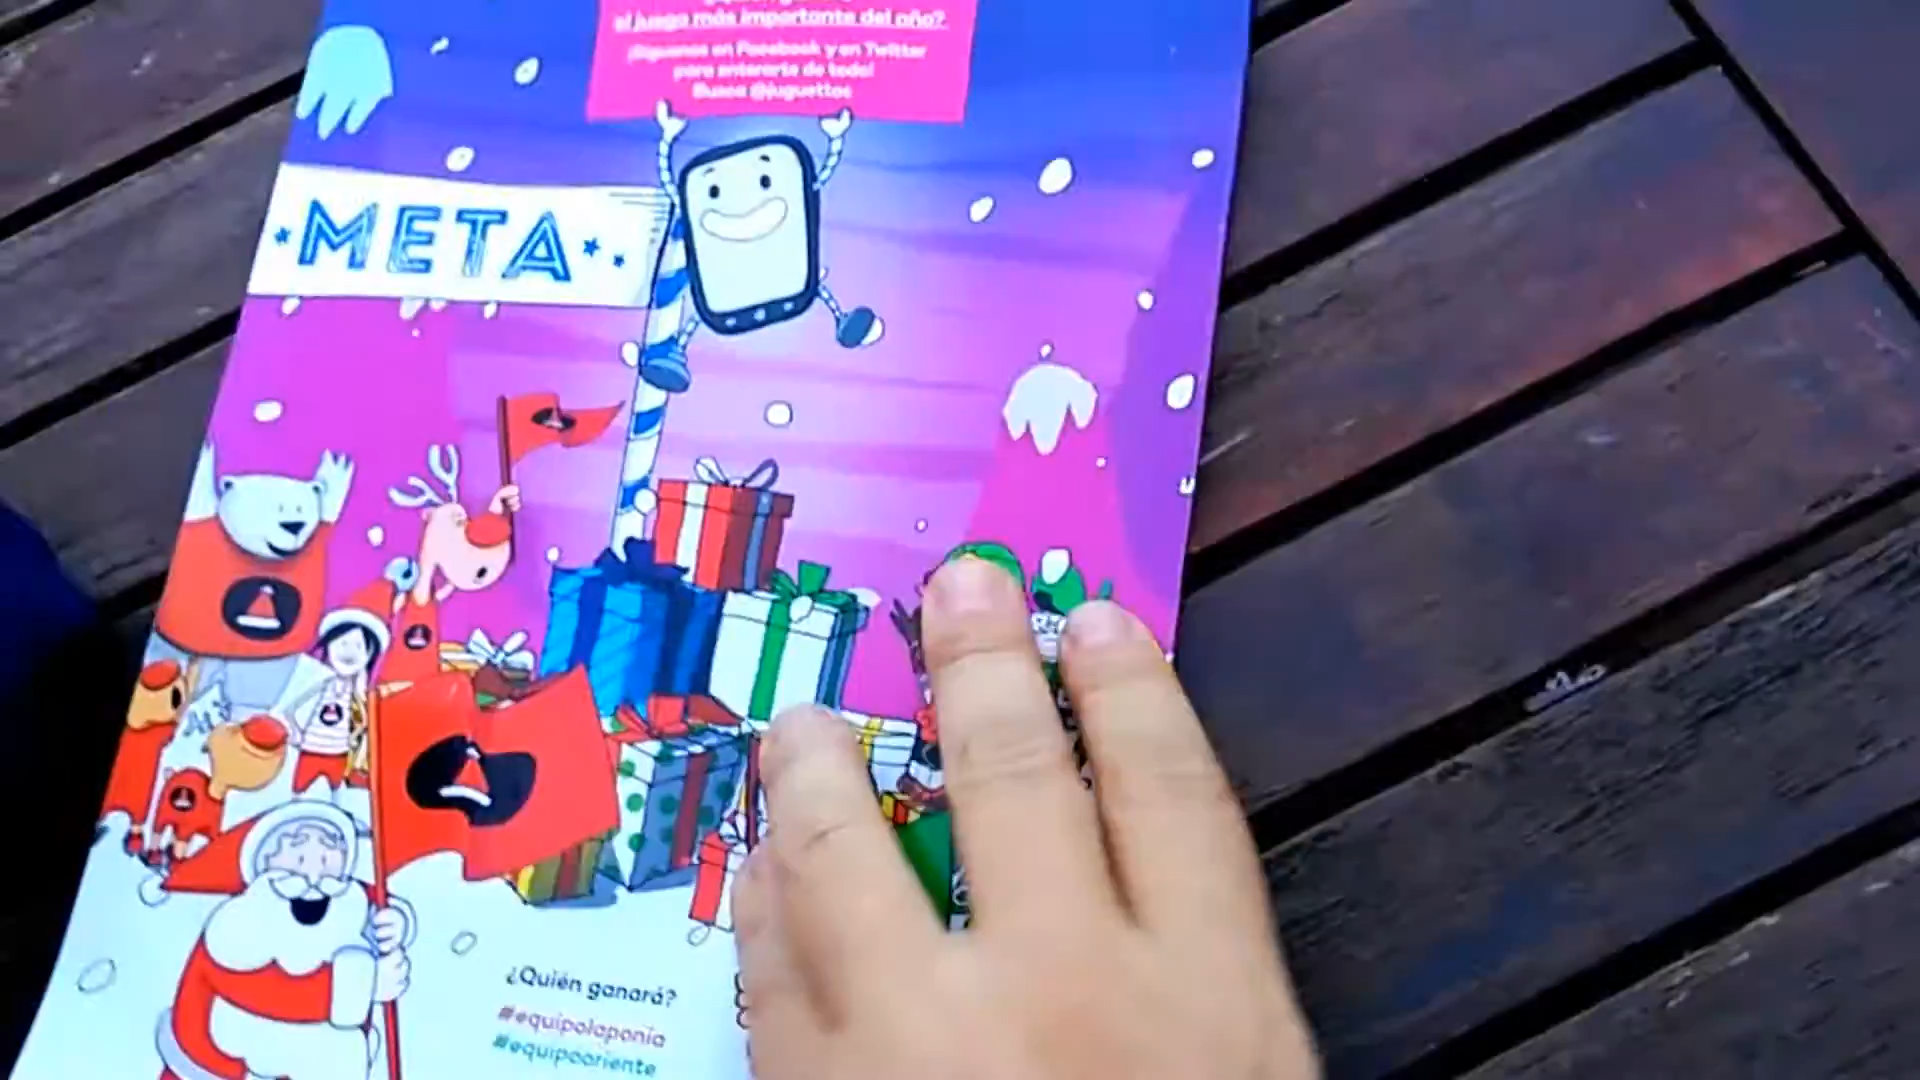 el juego más importante del año?
¡Síguenos en Facebook y en Twitter
para enterarte de todo!
Busca @juguettos
META
¿Quién ganará?
#equipolaponia
#equipooriente